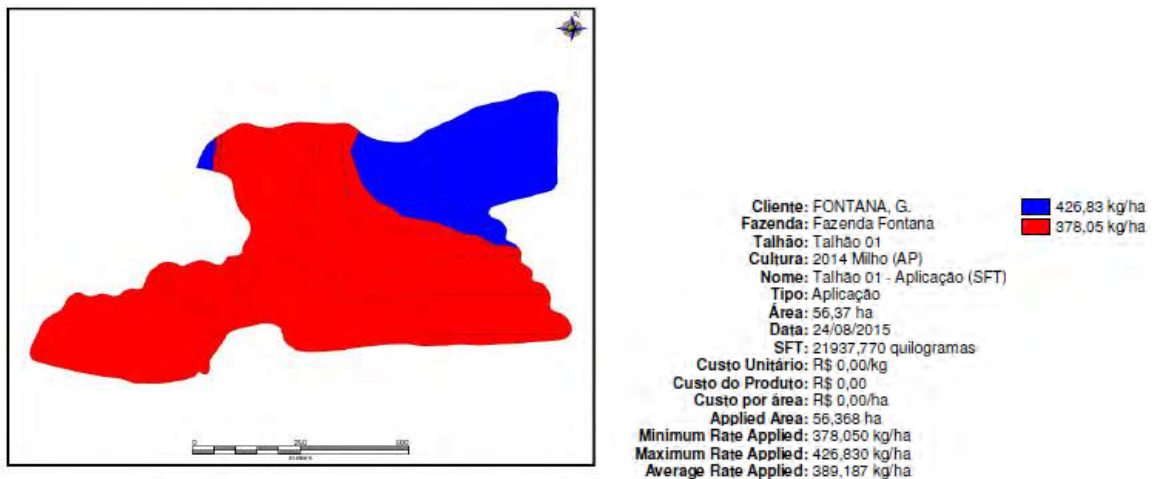 N
0 250 500
meters
Cliente: FONTANA, G.
Fazenda: Fazenda Fontana
Talhão: Talhão 01
Cultura: 2014 Milho (AP)
Nome: Talhão 01 - Aplicação (SFT)
Tipo: Aplicação
Área: 56,37 ha
Data: 24/08/2015
SFT: 21937,770 quilogramas
Custo Unitário: R$ 0,00/kg
Custo do Produto: R$ 0,00
Custo por área: R$ 0,00/ha
Applied Area: 56,368 ha
Minimum Rate Applied: 378,050 kg/ha
Maximum Rate Applied: 426,830 kg/ha
Average Rate Applied: 389,187 kg/ha
426,83 kg/ha
378,05 kg/ha